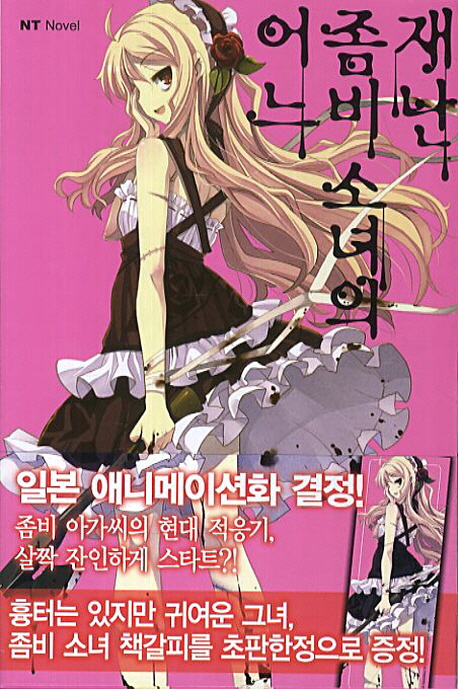 NT Novel
어느
좀비소녀의
재난
일본 애니메이션화 결정!
좀비 아가씨의 현대 적응기,
살짝 잔인하게 스타트?!
흉터는 있지만 귀여운 그녀,
좀비 소녀 책갈피를 초판한정으로 증정!